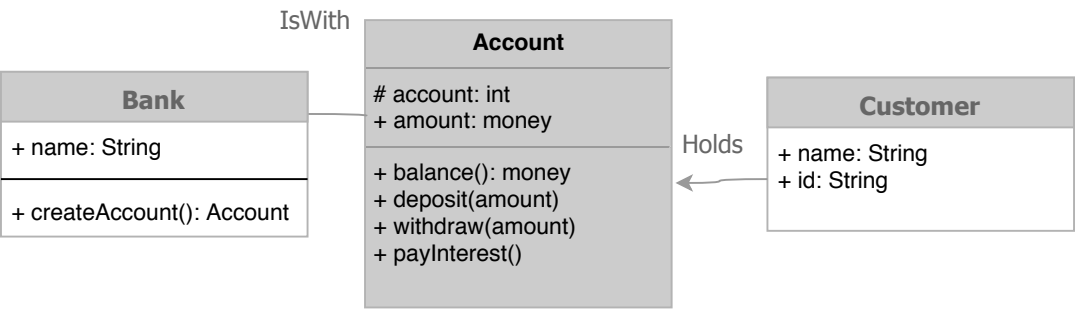 IsWith
Bank
+ name: String
+ createAccount(): Account
Account
# account: int
+ amount: money
+ balance(): money
+ deposit(amount)
+ withdraw(amount)
+ payInterest()
Holds
Customer
+ name: String
+ id: String